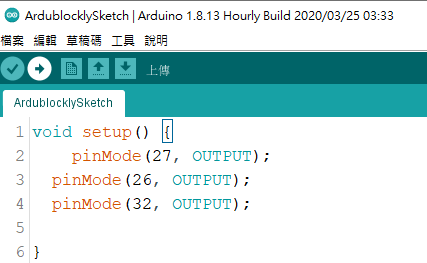 ArdublocklySketch | Arduino 1.8.13 Hourly Build 2020/03/25 03:33
檔案 編輯 草稿碼 工具 說明
上傳
ArdublocklySketch
1 void setup() {
2     pinMode(27, OUTPUT);
3   pinMode(26, OUTPUT);
4   pinMode(32, OUTPUT);
5
6 }